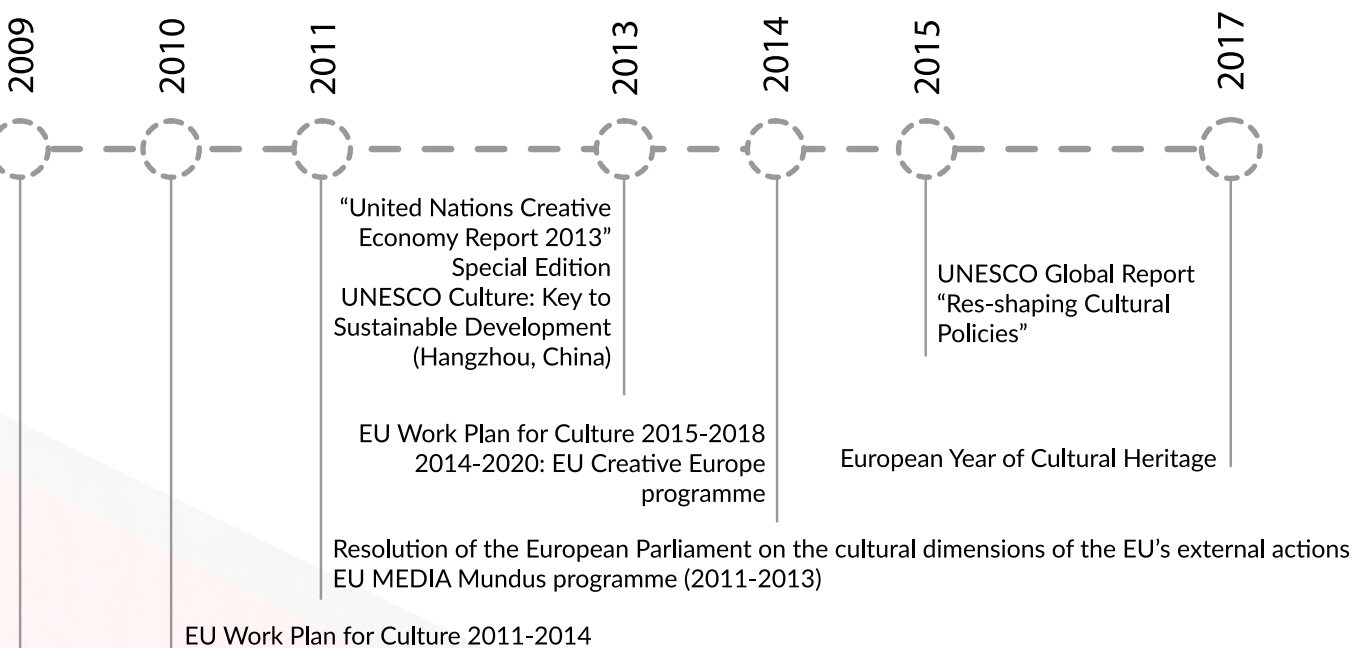 2009
2010
2011
2013
2014
2015
2017
“United Nations Creative
Economy Report 2013”
Special Edition
UNESCO Culture: Key to
Sustainable Development
(Hangzhou, China)
UNESCO Global Report
“Res-shaping Cultural
Policies”
EU Work Plan for Culture 2015-2018
2014-2020: EU Creative Europe
programme
European Year of Cultural Heritage
Resolution of the European Parliament on the cultural dimensions of the EU’s external actions
EU MEDIA Mundus programme (2011-2013)
EU Work Plan for Culture 2011-2014